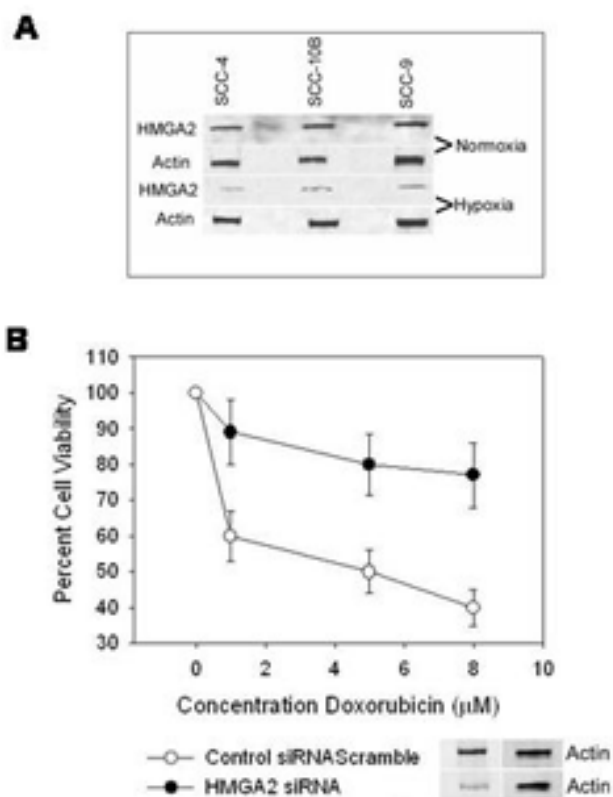 A
SCC-4
SCC-10B
SCC-9
HMGA2
Actin
>Normoxia
HMGA2
Actin
>Hypoxia
B
110
100
90
80
70
60
50
40
30
Percent Cell Viability
0 2 4 6 8 10
Concentration Doxorubicin (μM)
Control siRNAScramble Actin
HMGA2 siRNA Actin